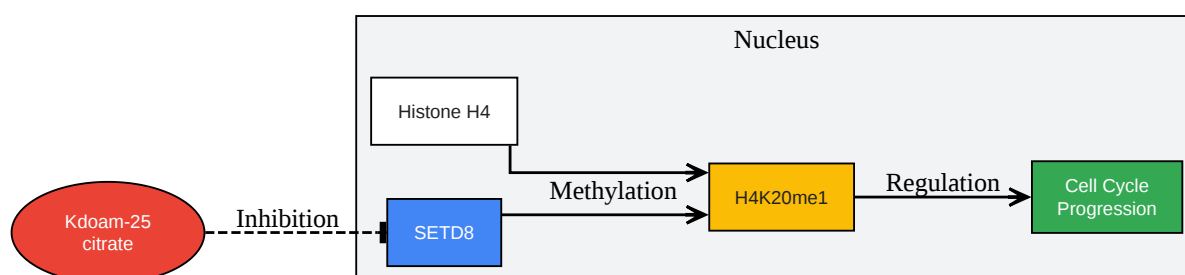 Nucleus
Histone H4
Methylation
H4K20me1
Regulation
Cell Cycle
Progression
Kdoam-25
citrate
Inhibition
SETD8